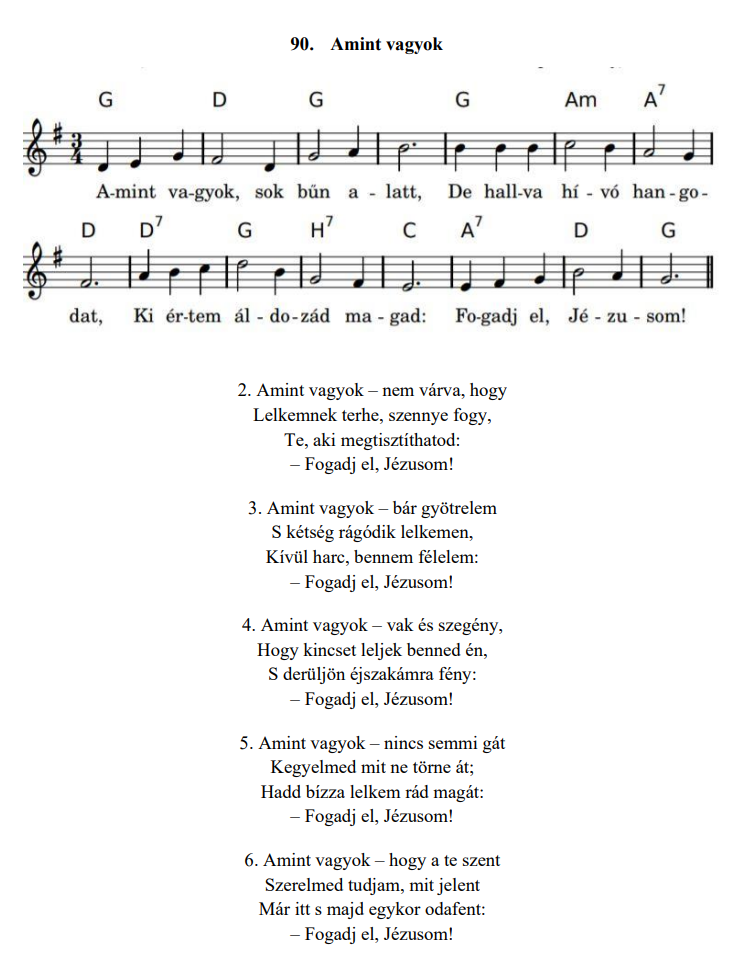 90. Amint vagyok
G D G G Am A7
3
4
A-mint va-gyok, sok bűn a - latt, De hall-va hí - vó han - go -
D D7 G H7 C A7 D G
dat, Ki ér-tem ál - do - zád ma - gad: Fo-gadj el, Jé - zu - som!
2. Amint vagyok – nem várva, hogy
Lelkemnek terhe, szennye fogy,
Te, aki megtisztíthatod:
– Fogadj el, Jézusom!
3. Amint vagyok – bár gyötrelem
S kétség rágódik lelkemen,
Kívül harc, bennem félelem:
– Fogadj el, Jézusom!
4. Amint vagyok – vak és szegény,
Hogy kincset leljek benned én,
S derüljön éjszakámra fény:
– Fogadj el, Jézusom!
5. Amint vagyok – nincs semmi gát
Kegyelmed mit ne törne át;
Hadd bízza lelkem rád magát:
– Fogadj el, Jézusom!
6. Amint vagyok – hogy a te szent
Szerelmed tudjam, mit jelent
Már itt s majd egykor odafent:
– Fogadj el, Jézusom!